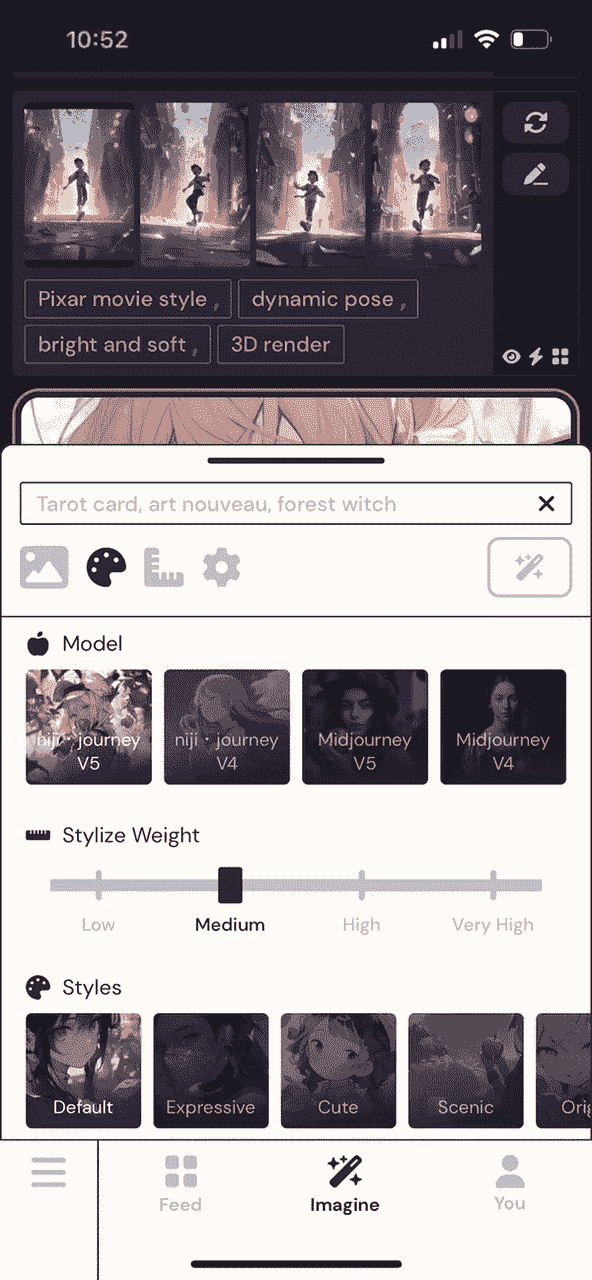 10:52
Pixar movie style , dynamic pose ,
bright and soft , 3D render
Tarot card, art nouveau, forest witch
Model
niji・journey V5
niji・journey V4
Midjourney V5
Midjourney V4
Stylize Weight
Low Medium High Very High
Styles
Default Expressive Cute Scenic
Feed Imagine You